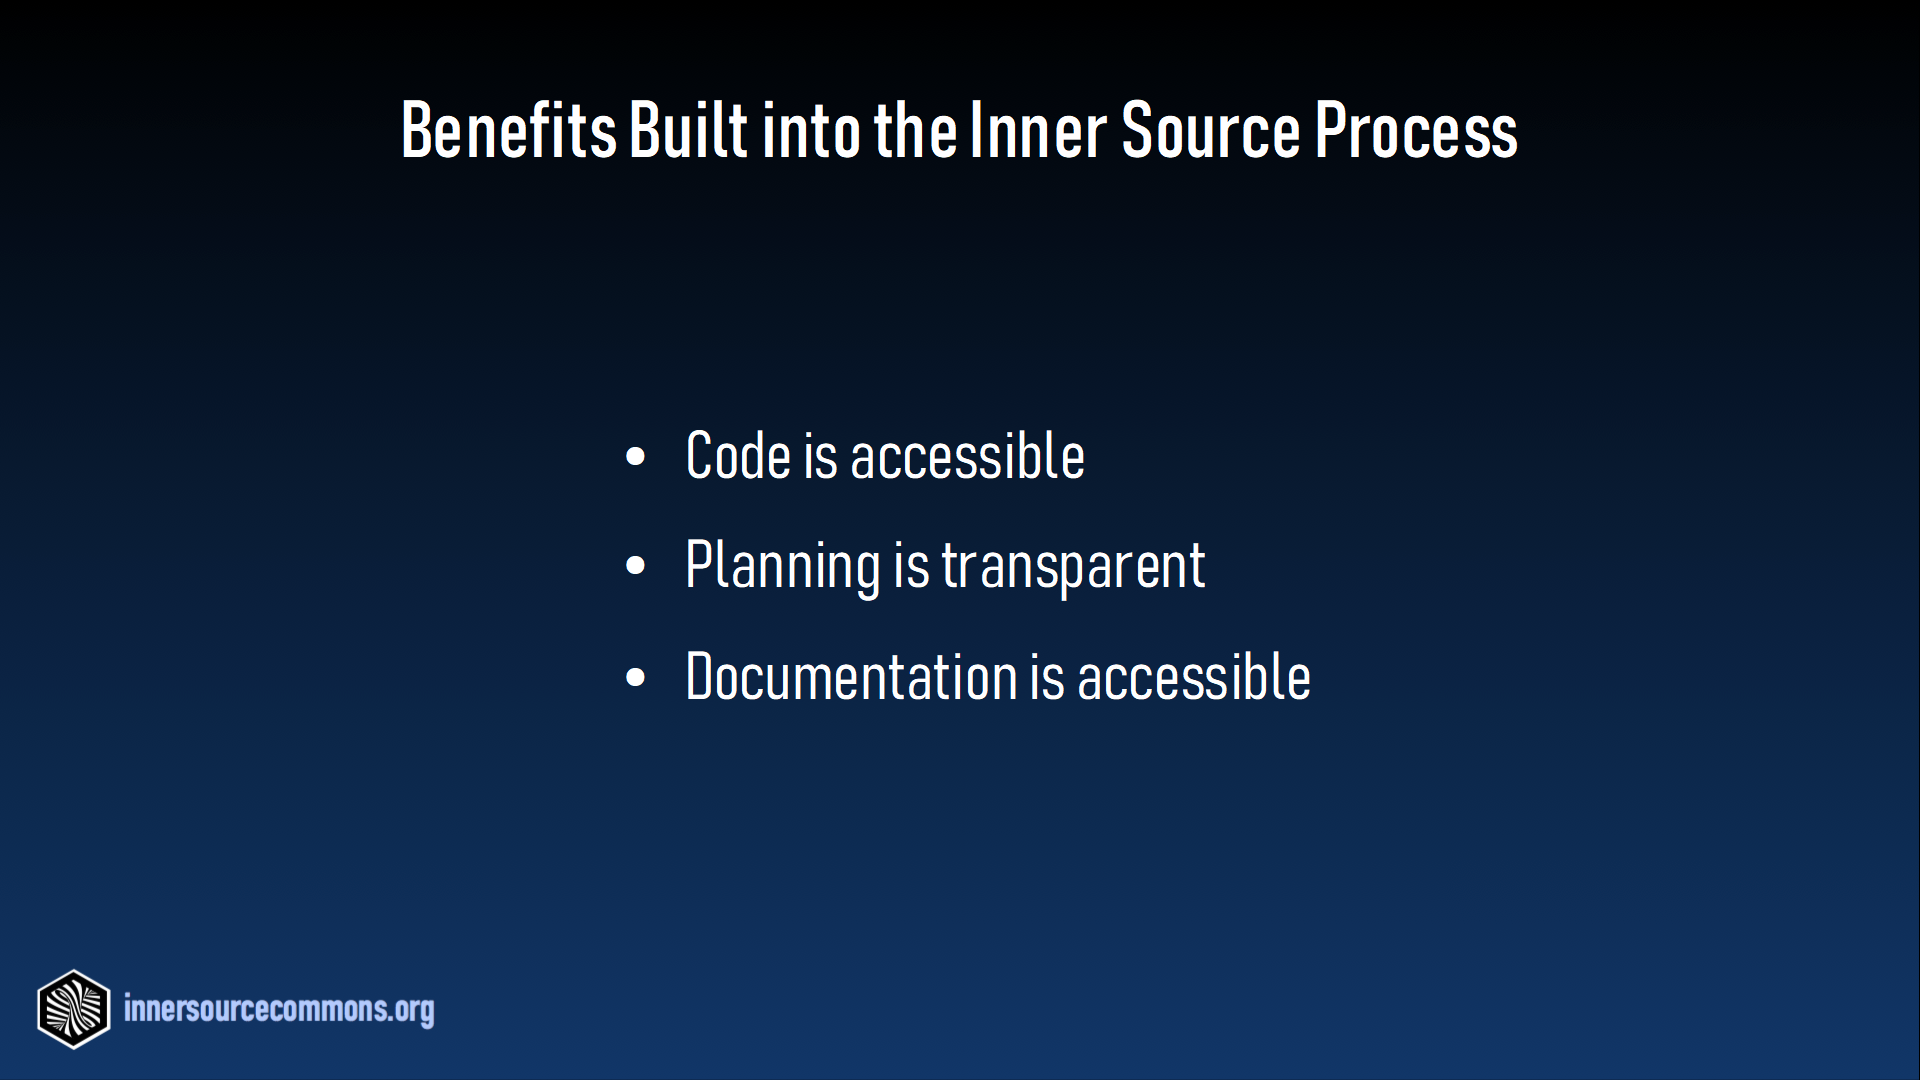 Benefits Built into the Inner Source Process
• Code is accessible
• Planning is transparent
• Documentation is accessible
innersourcecommons.org